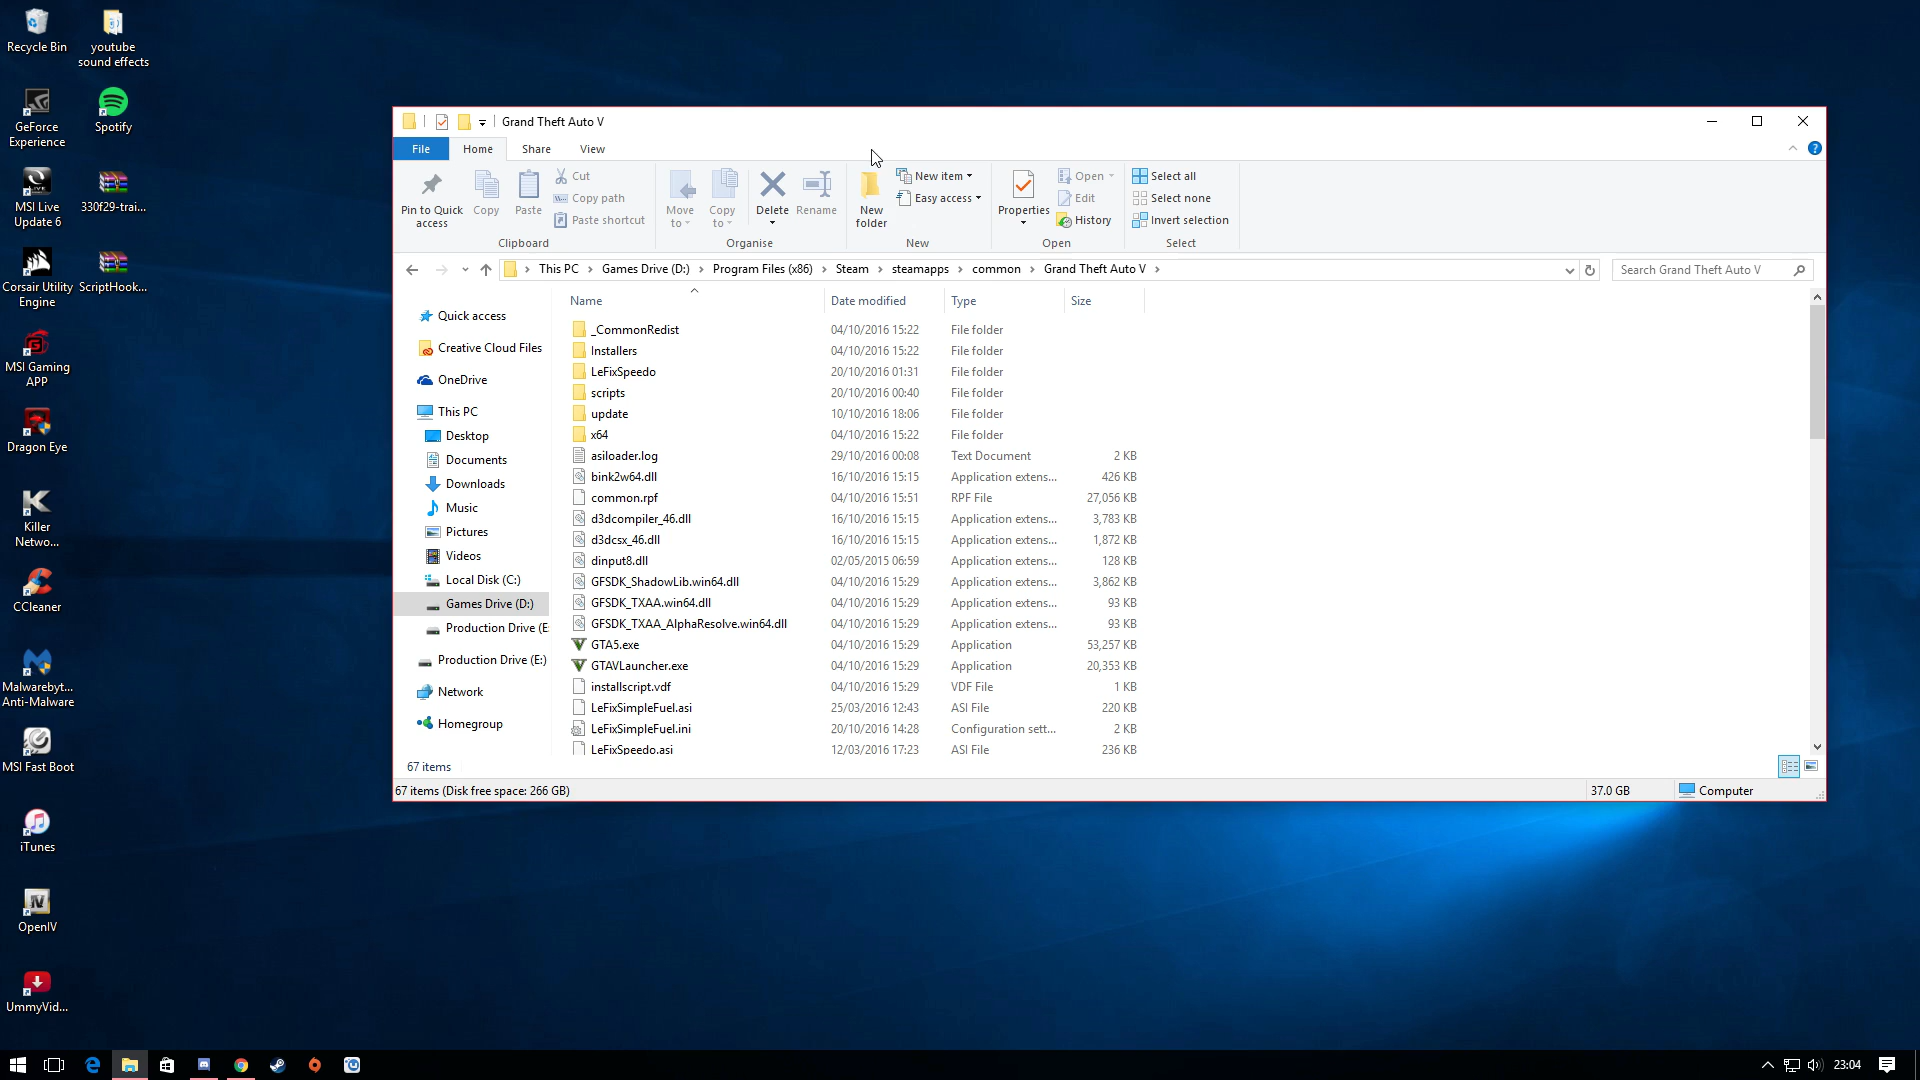 Recycle Bin
youtube
sound effects
GeForce
Experience
Spotify
MSI Live
Update 6
330f29-trai...
Corsair Utility
Engine
ScriptHook...
MSI Gaming
APP
Dragon Eye
Killer
Netwo...
CCleaner
Malwarebyt...
Anti-Malware
MSI Fast Boot
iTunes
OpenIV
UmmyVid...
Grand Theft Auto V
File Home Share View
Pin to Quick
access
Copy
Paste
Cut
Copy path
Paste shortcut
Clipboard
Move
to
Copy
to
Delete
Rename
Organise
New
folder
New item
Easy access
New
Properties
Open
Edit
History
Open
Select all
Select none
Invert selection
Select
This PC Games Drive (D:) Program Files (x86) Steam steamapps common Grand Theft Auto V
Search Grand Theft Auto V
Quick access
Creative Cloud Files
OneDrive
This PC
Desktop
Documents
Downloads
Music
Pictures
Videos
Local Disk (C:)
Games Drive (D:)
Production Drive (E
Production Drive (E:)
Network
Homegroup
Name Date modified Type Size
_CommonRedist 04/10/2016 15:22 File folder
Installers 04/10/2016 15:22 File folder
LeFixSpeedo 20/10/2016 01:31 File folder
scripts 20/10/2016 00:40 File folder
update 10/10/2016 18:06 File folder
x64 04/10/2016 15:22 File folder
asiloader.log 29/10/2016 00:08 Text Document 2 KB
bink2w64.dll 16/10/2016 15:15 Application extens... 426 KB
common.rpf 04/10/2016 15:51 RPF File 27,056 KB
d3dcompiler_46.dll 16/10/2016 15:15 Application extens... 3,783 KB
d3dcsx_46.dll 16/10/2016 15:15 Application extens... 1,872 KB
dinput8.dll 02/05/2015 06:59 Application extens... 128 KB
GFSDK_ShadowLib.win64.dll 04/10/2016 15:29 Application extens... 3,862 KB
GFSDK_TXAA.win64.dll 04/10/2016 15:29 Application extens... 93 KB
GFSDK_TXAA_AlphaResolve.win64.dll 04/10/2016 15:29 Application extens... 93 KB
GTA5.exe 04/10/2016 15:29 Application 53,257 KB
GTAVLauncher.exe 04/10/2016 15:29 Application 20,353 KB
installscript.vdf 04/10/2016 15:29 VDF File 1 KB
LeFixSimpleFuel.asi 25/03/2016 12:43 ASI File 220 KB
LeFixSimpleFuel.ini 20/10/2016 14:28 Configuration sett... 2 KB
LeFixSpeedo.asi 12/03/2016 17:23 ASI File 236 KB
67 items
67 items (Disk free space: 266 GB) 37.0 GB Computer
23:04